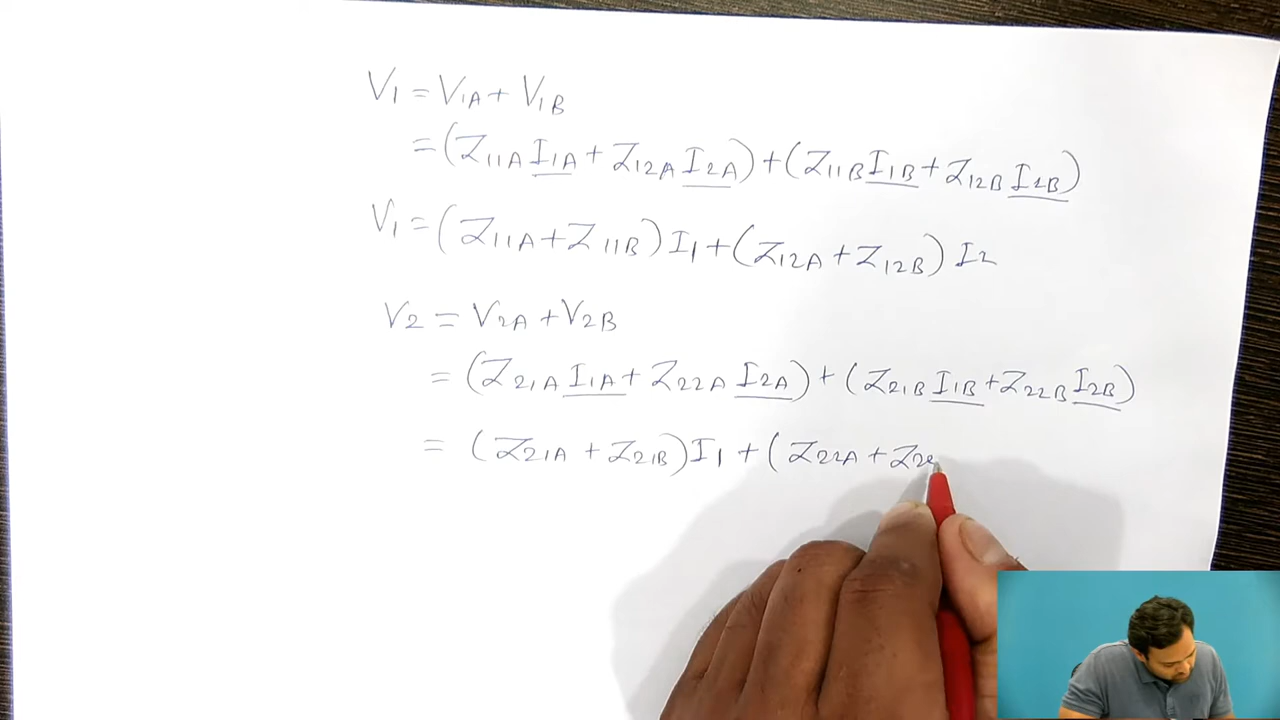 V1 = V1A + V1B
= (Z11A I1A + Z12A I2A) + (Z11B I1B + Z12B I2B)
V1 = (Z11A + Z11B) I1 + (Z12A + Z12B) I2
V2 = V2A + V2B
= (Z21A I1A + Z22A I2A) + (Z21B I1B + Z22B I2B)
= (Z21A + Z21B) I1 + (Z22A + Z22